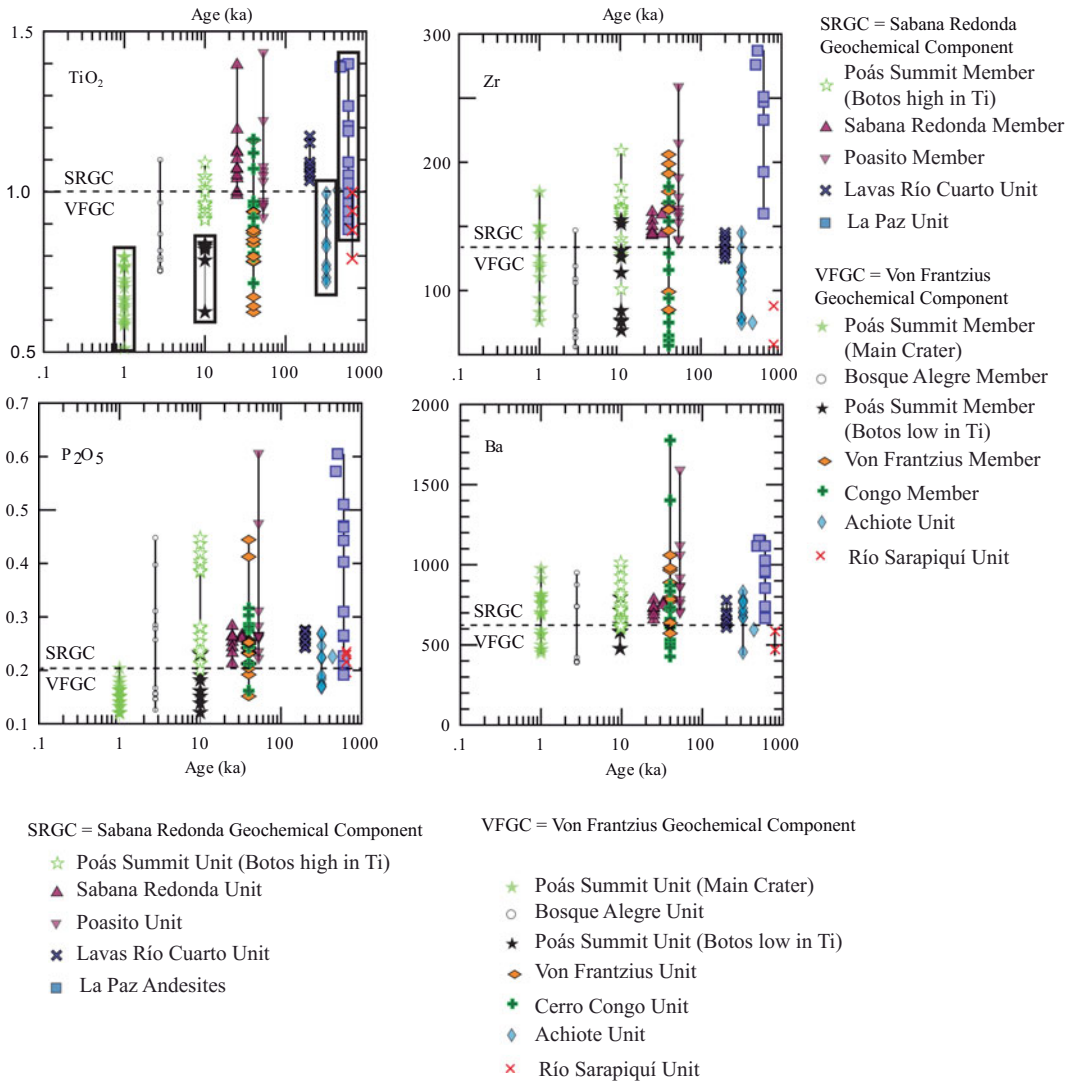 Age (ka)
.1 1 10 100 1000
1.5
1.0
0.5
TiO2
SRGC
VFGC
.1 1 10 100 1000
Age (ka)
300
200
100
0
Zr
SRGC
VFGC
.1 1 10 100 1000
0.7
0.6
0.5
0.4
0.3
0.2
0.1
P2O5
SRGC
VFGC
0.1 1 10 100 1000
Age (ka)
2000
1500
1000
500
0
Ba
SRGC
VFGC
.1 1 10 100 1000
Age (ka)
SRGC = Sabana Redonda
Geochemical Component
Poás Summit Member
(Botos high in Ti)
Sabana Redonda Member
Poasito Member
Lavas Río Cuarto Unit
La Paz Unit
VFGC = Von Frantzius
Geochemical Component
Poás Summit Member
(Main Crater)
Bosque Alegre Member
Poás Summit Member
(Botos low in Ti)
Von Frantzius Member
Congo Member
Achiote Unit
Río Sarapiquí Unit
SRGC = Sabana Redonda Geochemical Component
Poás Summit Unit (Botos high in Ti)
Sabana Redonda Unit
Poasito Unit
Lavas Río Cuarto Unit
La Paz Andesites
VFGC = Von Frantzius Geochemical Component
Poás Summit Unit (Main Crater)
Bosque Alegre Unit
Poás Summit Unit (Botos low in Ti)
Von Frantzius Unit
Cerro Congo Unit
Achiote Unit
Río Sarapiquí Unit